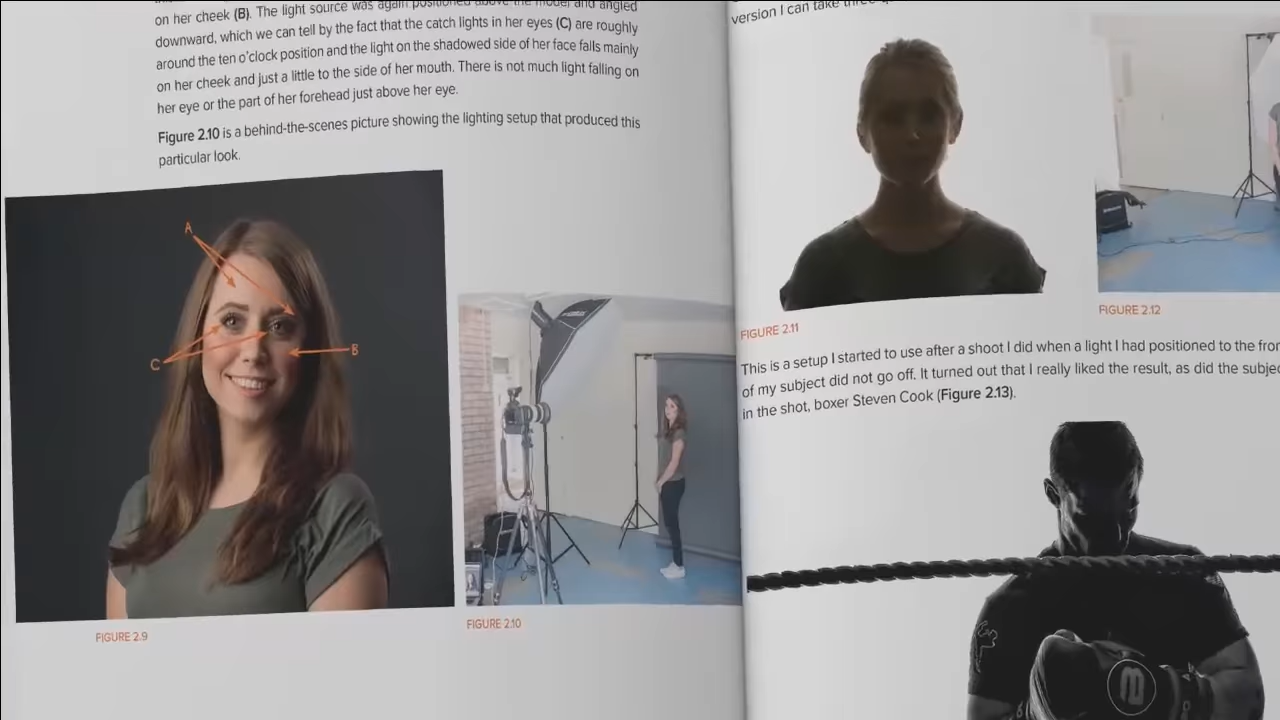 on her cheek (B). The light source was again positioned above the model and angled
downward, which we can tell by the fact that the catch lights in her eyes (C) are roughly
around the ten o'clock position and the light on the shadowed side of her face falls mainly
on her cheek and just a little to the side of her mouth. There is not much light falling on
her eye or the part of her forehead just above her eye.
Figure 2.10 is a behind-the-scenes picture showing the lighting setup that produced this
particular look.
A
C
B
FIGURE 2.9
FIGURE 2.10
version I can take three
FIGURE 2.11
FIGURE 2.12
This is a setup I started to use after a shoot I did when a light I had positioned to the
of my subject did not go off. It turned out that I really liked the result, as did the
in the shot, boxer Steven Cook (Figure 2.13).